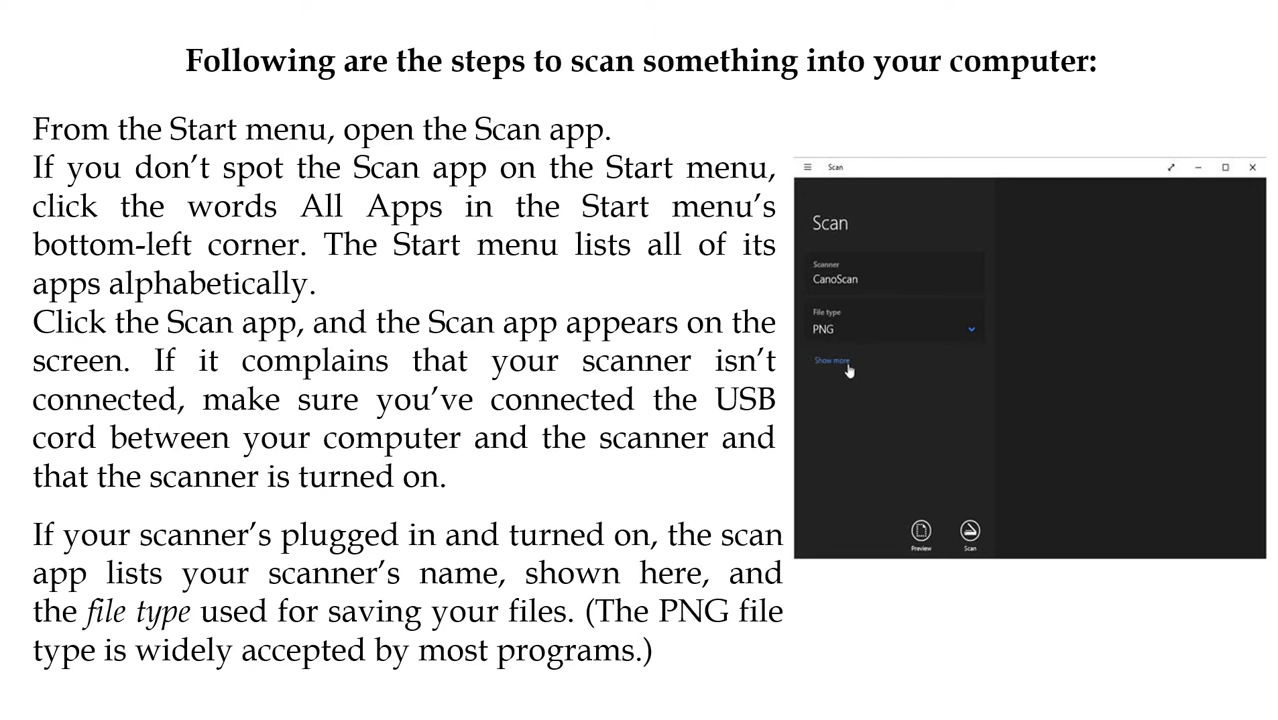 Following are the steps to scan something into your computer:
From the Start menu, open the Scan app.
If you don’t spot the Scan app on the Start menu,
click the words All Apps in the Start menu’s
bottom-left corner. The Start menu lists all of its
apps alphabetically.
Click the Scan app, and the Scan app appears on the
screen. If it complains that your scanner isn’t
connected, make sure you’ve connected the USB
cord between your computer and the scanner and
that the scanner is turned on.
If your scanner’s plugged in and turned on, the scan
app lists your scanner’s name, shown here, and
the file type used for saving your files. (The PNG file
type is widely accepted by most programs.)
Scan
Scan
Scanner
CanoScan
File type
PNG
Show more
Preview
Scan